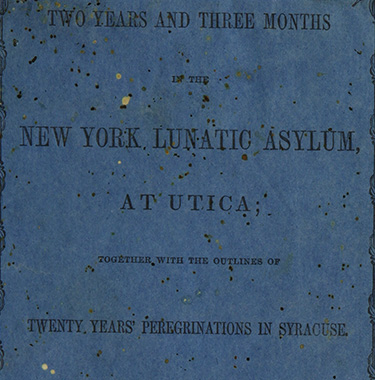 TWO YEARS AND THREE MONTHS
IN THE
NEW YORK LUNATIC ASYLUM,
AT UTICA;
TOGETHER WITH THE OUTLINES OF
TWENTY YEARS' PEREGRINATIONS IN SYRACUSE.